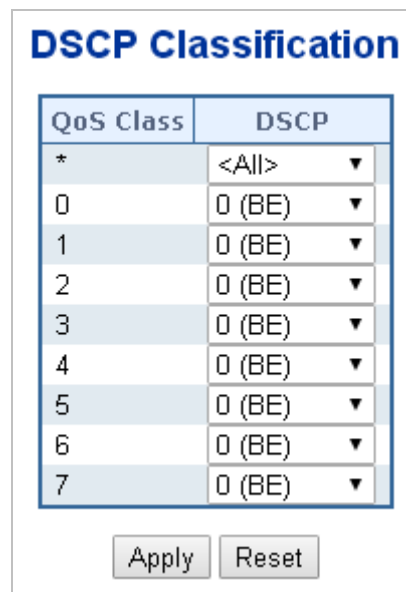 DSCP Classification
QoS Class DSCP
* <All>
0 0 (BE)
1 0 (BE)
2 0 (BE)
3 0 (BE)
4 0 (BE)
5 0 (BE)
6 0 (BE)
7 0 (BE)
Apply Reset